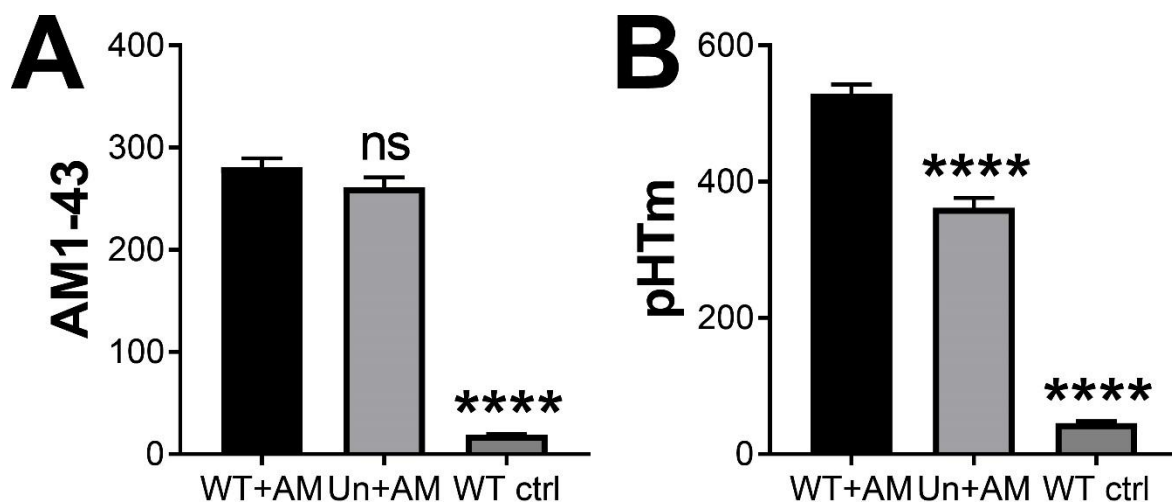 A
AM1-43
400
300
200
100
0
ns
****
WT+AM Un+AM WT ctrl
B
pHTm
600
400
200
0
****
****
WT+AM Un+AM WT ctrl